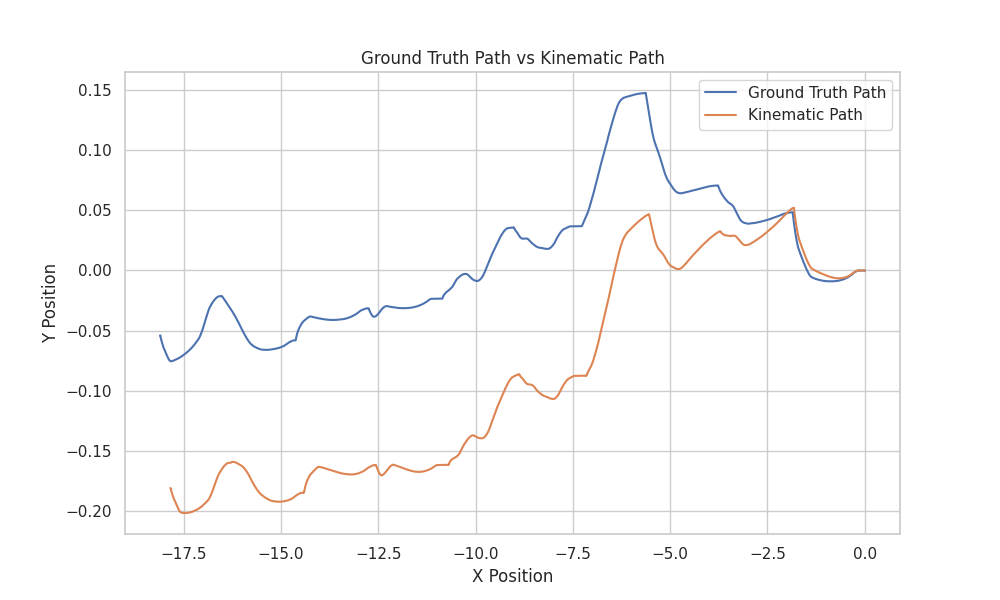 Ground Truth Path vs Kinematic Path
Ground Truth Path
Kinematic Path
0.15
0.10
0.05
0.00
−0.05
−0.10
−0.15
−0.20
Y Position
−17.5 −15.0 −12.5 −10.0 −7.5 −5.0 −2.5 0.0
X Position